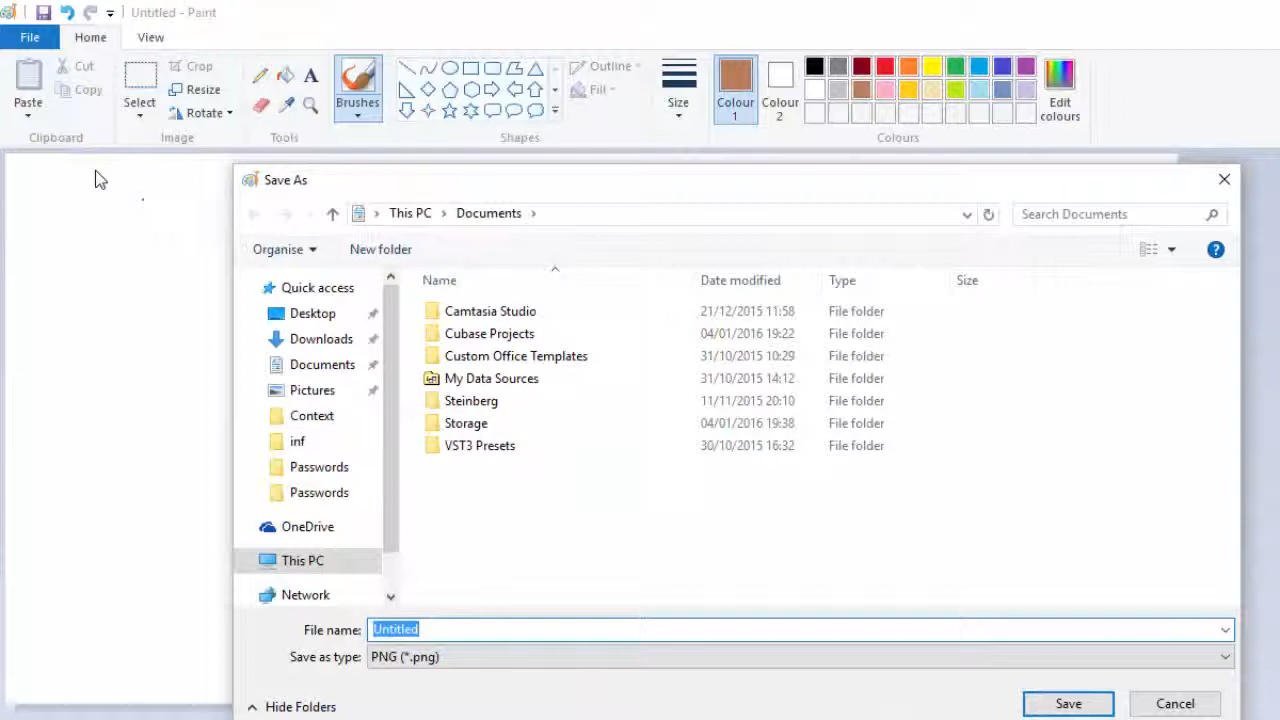 Untitled - Paint
File Home View
Paste Cut Copy Clipboard
Select Crop Resize Rotate Image
A Tools
Brushes
Outline Fill Shapes
Size
Colour 1 Colour 2 Edit colours Colours
Save As
This PC Documents Search Documents
Organise New folder ?
Name Date modified Type Size
Quick access
Desktop
Downloads
Documents
Pictures
Context
inf
Passwords
Passwords
OneDrive
This PC
Network
Camtasia Studio 21/12/2015 11:58 File folder
Cubase Projects 04/01/2016 19:22 File folder
Custom Office Templates 31/10/2015 10:29 File folder
My Data Sources 31/10/2015 14:12 File folder
Steinberg 11/11/2015 20:10 File folder
Storage 04/01/2016 19:38 File folder
VST3 Presets 30/10/2015 16:32 File folder
File name: Untitled
Save as type: PNG (*.png)
Hide Folders Save Cancel